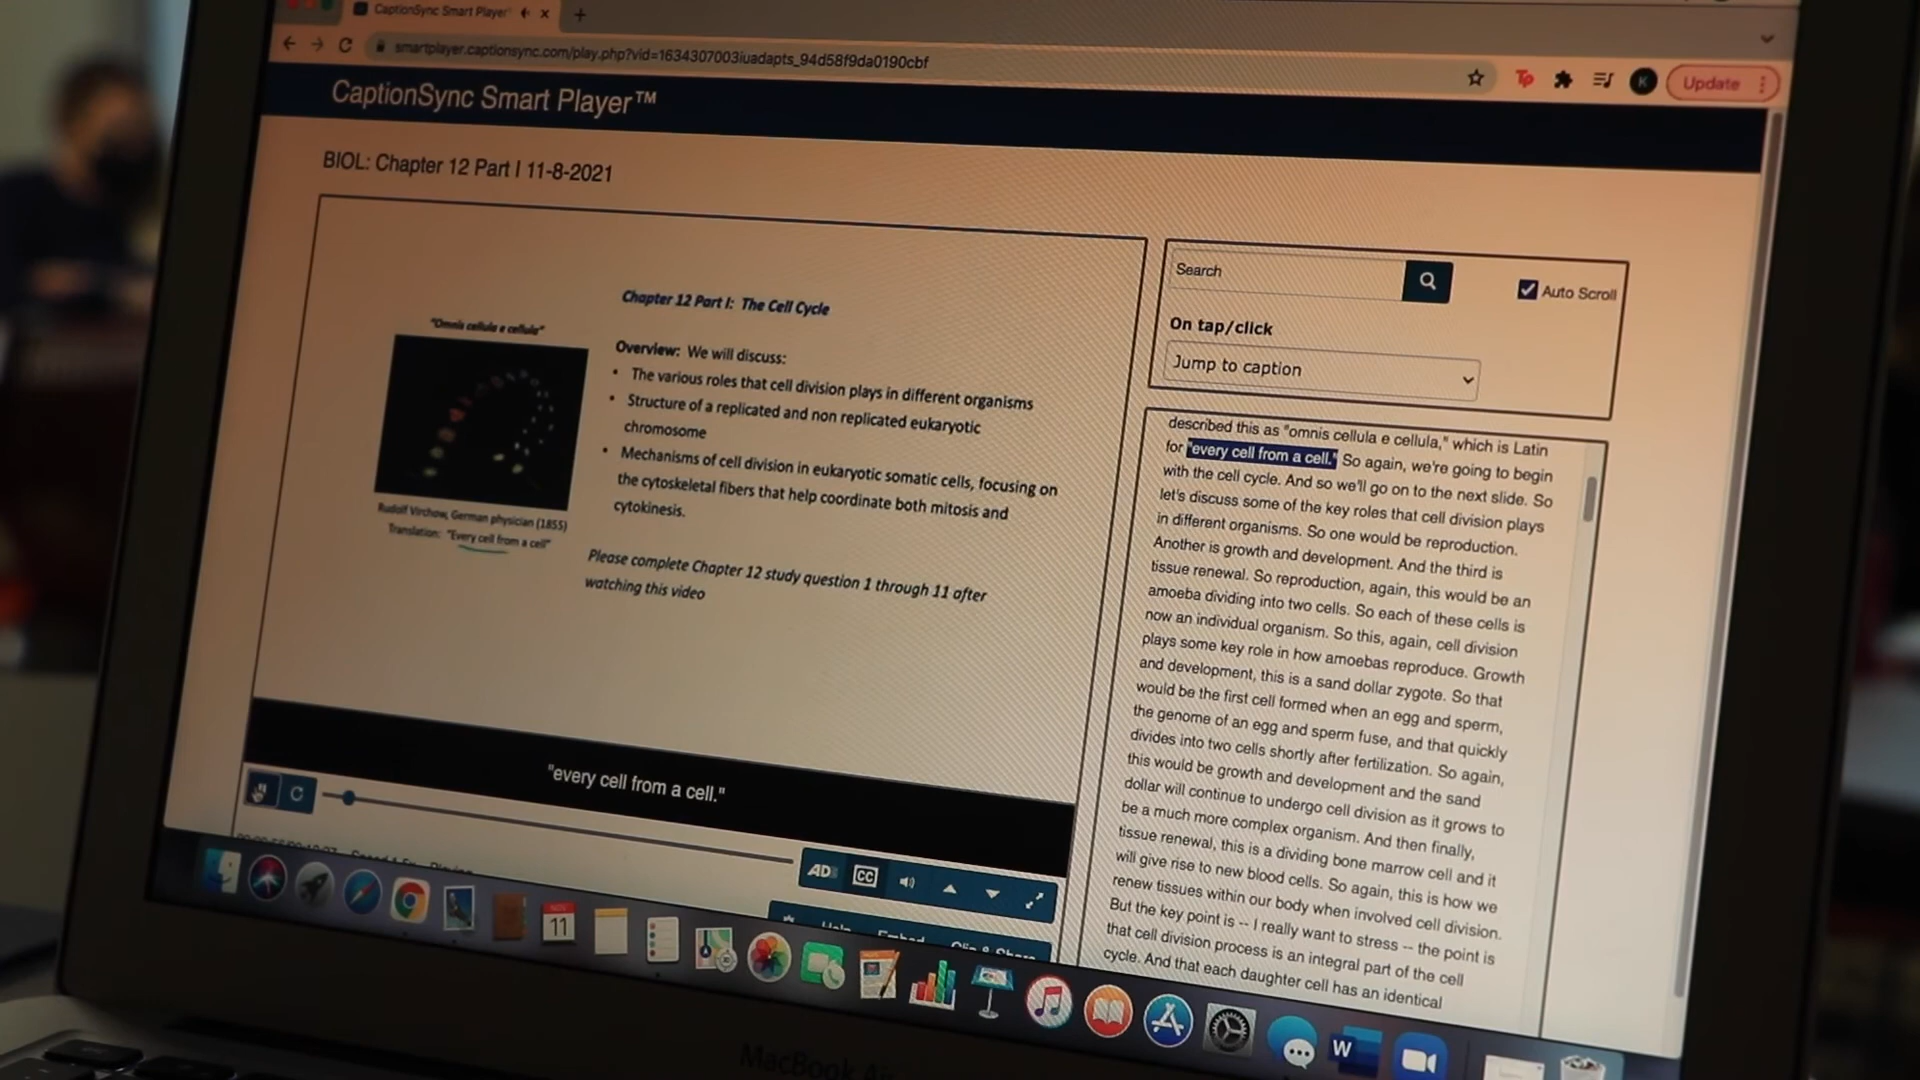 CaptionSync Smart Player
smartplayer.captionsync.com/play.php?vid=1634307003iuadapts_94d58f9da0190cbf
Tp
K
Update
CaptionSync Smart Player™
BIOL: Chapter 12 Part I 11-8-2021
"Omnis cellula e cellula"
Rudolf Virchow, German physician (1855)
Translation: "Every cell from a cell"
Chapter 12 Part I: The Cell Cycle
Overview: We will discuss:
• The various roles that cell division plays in different organisms
• Structure of a replicated and non replicated eukaryotic
chromosome
• Mechanisms of cell division in eukaryotic somatic cells, focusing on
the cytoskeletal fibers that help coordinate both mitosis and
cytokinesis.
Please complete Chapter 12 study question 1 through 11 after
watching this video
"every cell from a cell."
AD
CC
Search
Auto Scroll
On tap/click
Jump to caption
described this as "omnis cellula e cellula," which is Latin
for "every cell from a cell." So again, we're going to begin
with the cell cycle. And so we'll go on to the next slide. So
let's discuss some of the key roles that cell division plays
in different organisms. So one would be reproduction.
Another is growth and development. And the third is
tissue renewal. So reproduction, again, this would be an
amoeba dividing into two cells. So each of these cells is
now an individual organism. So this, again, cell division
plays some key role in how amoebas reproduce. Growth
and development, this is a sand dollar zygote. So that
would be the first cell formed when an egg and sperm,
the genome of an egg and sperm fuse, and that quickly
divides into two cells shortly after fertilization. So again,
this would be growth and development and the sand
dollar will continue to undergo cell division as it grows to
be a much more complex organism. And then finally,
tissue renewal, this is a dividing bone marrow cell and it
will give rise to new blood cells. So again, this is how we
renew tissues within our body when involved cell division.
But the key point is -- I really want to stress -- the point is
that cell division process is an integral part of the cell
cycle. And that each daughter cell has an identical
NOV
11
W
MacBook Air